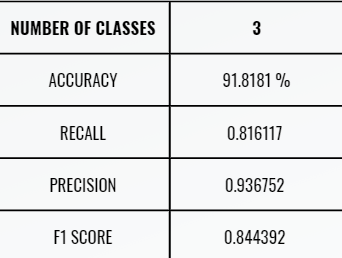 NUMBER OF CLASSES 3
ACCURACY 91.8181 %
RECALL 0.816117
PRECISION 0.936752
F1 SCORE 0.844392